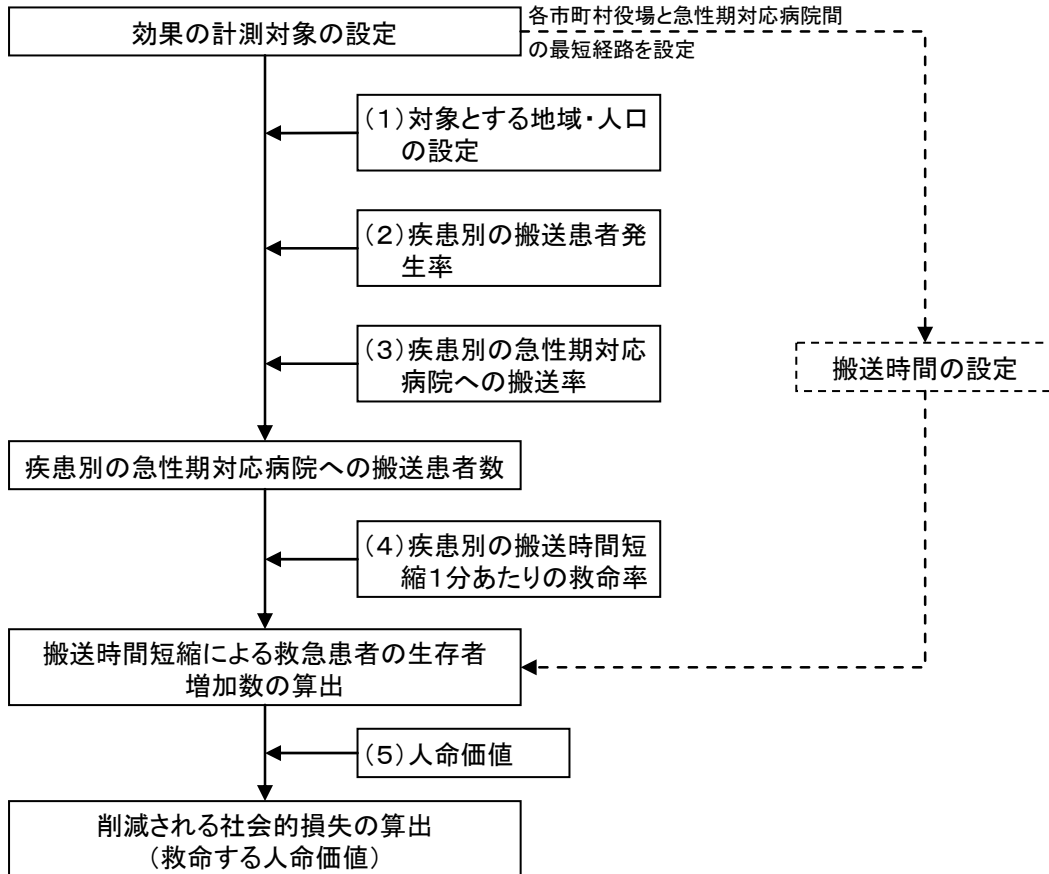 効果の計測対象の設定
各市町村役場と急性期対応病院間
の最短経路を設定
(1)対象とする地域・人口
の設定
(2)疾患別の搬送患者発
生率
(3)疾患別の急性期対応
病院への搬送率
搬送時間の設定
疾患別の急性期対応病院への搬送患者数
(4)疾患別の搬送時間短
縮1分あたりの救命率
搬送時間短縮による救急患者の生存者
増加数の算出
(5)人命価値
削減される社会的損失の算出
(救命する人命価値)